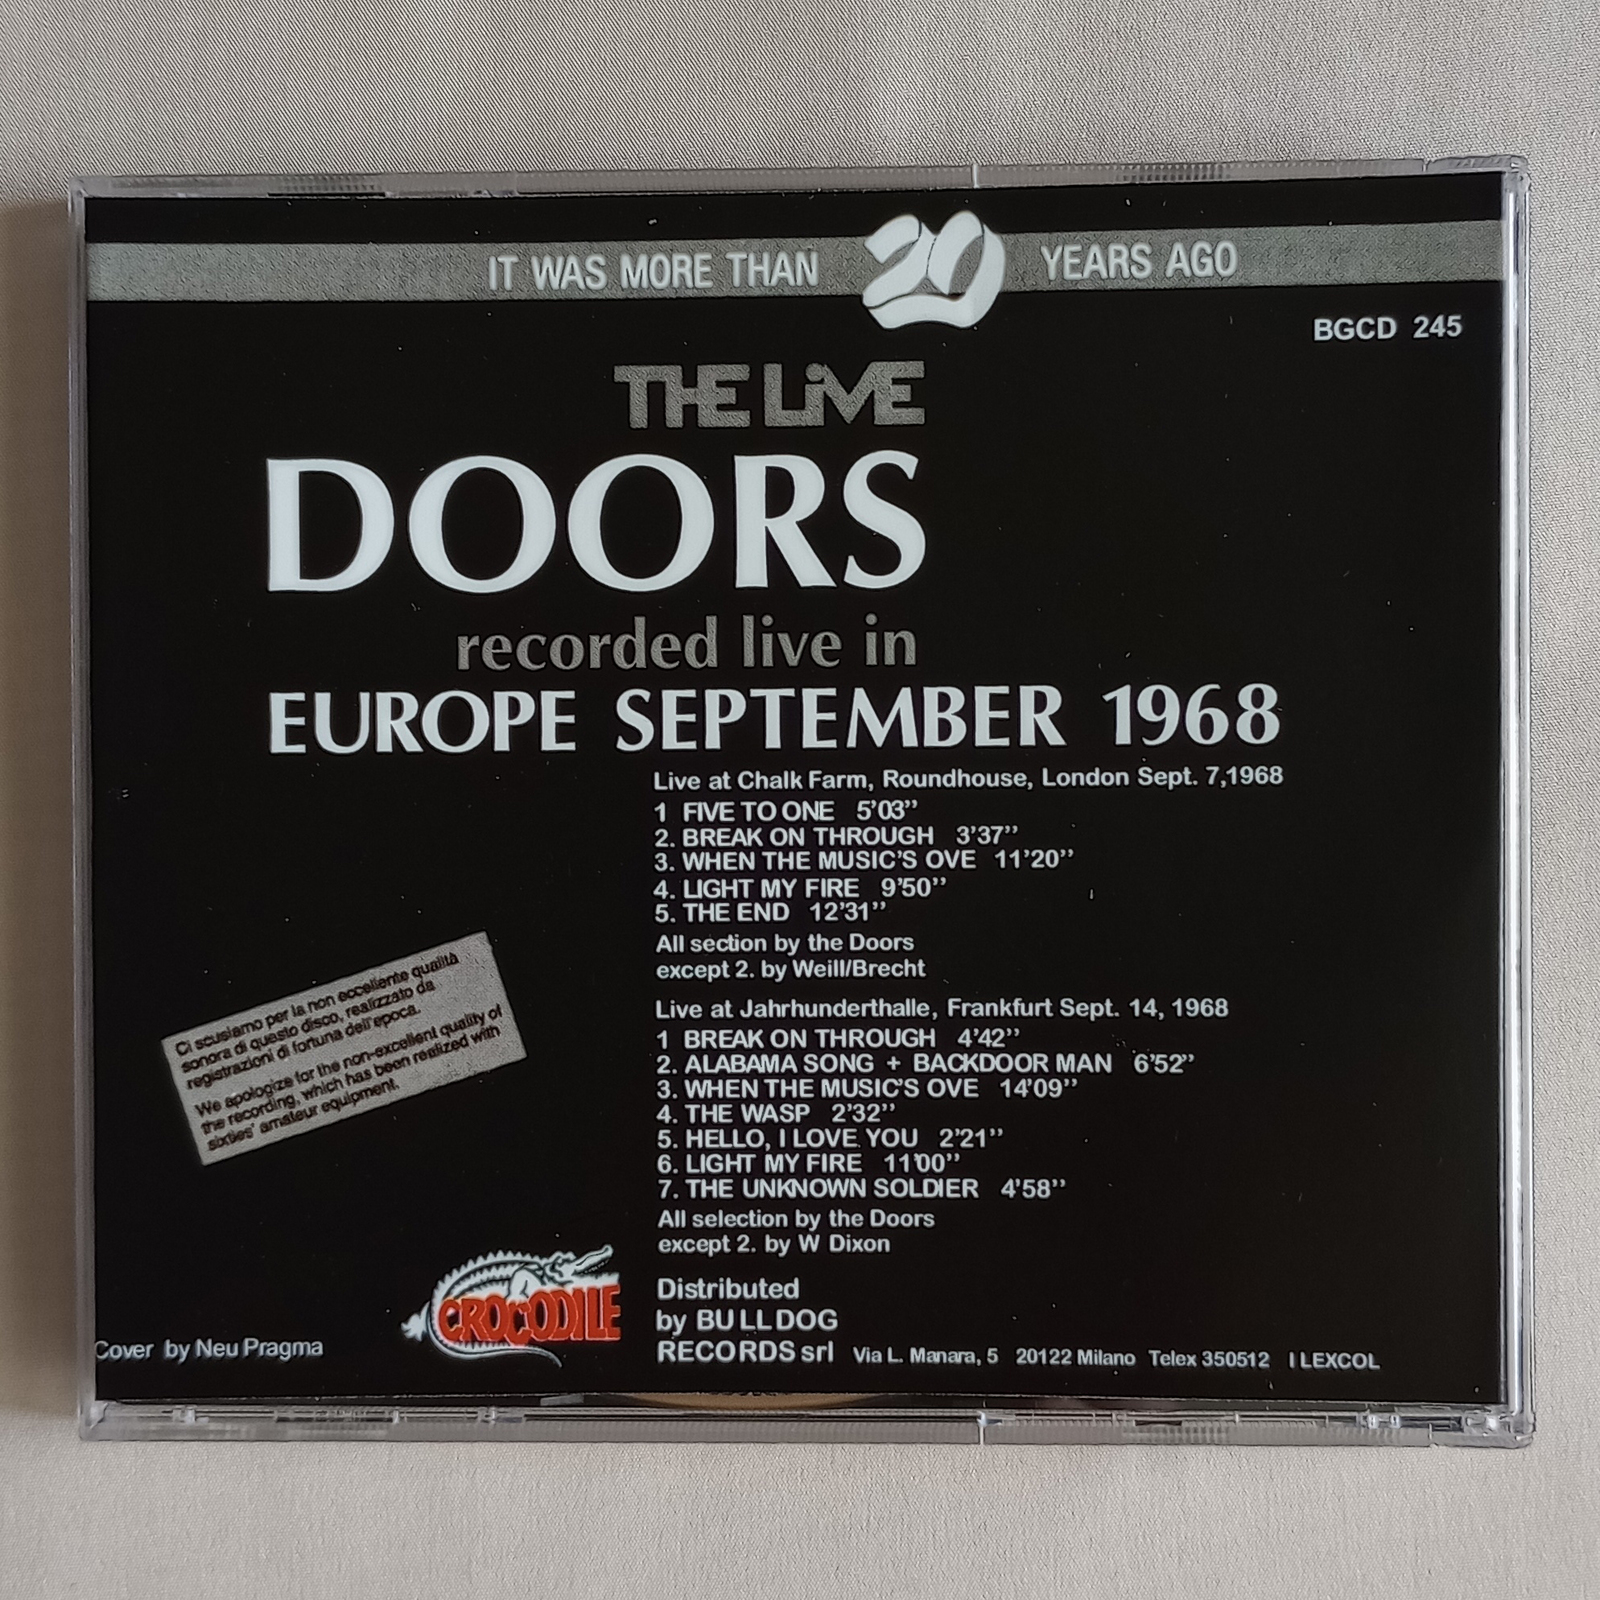 IT WAS MORE THAN 20 YEARS AGO
BGCD 245
THE LiVE
DOORS
recorded live in
EUROPE SEPTEMBER 1968
Live at Chalk Farm, Roundhouse, London Sept. 7,1968
1 FIVE TO ONE 5'03''
2. BREAK ON THROUGH 3'37''
3. WHEN THE MUSIC'S OVE 11'20''
4. LIGHT MY FIRE 9'50''
5. THE END 12'31''
All section by the Doors
except 2. by Weill/Brecht
Live at Jahrhunderthalle, Frankfurt Sept. 14, 1968
1 BREAK ON THROUGH 4'42''
2. ALABAMA SONG + BACKDOOR MAN 6'52''
3. WHEN THE MUSIC'S OVE 14'09''
4. THE WASP 2'32''
5. HELLO, I LOVE YOU 2'21''
6. LIGHT MY FIRE 11'00''
7. THE UNKNOWN SOLDIER 4'58''
All selection by the Doors
except 2. by W Dixon
Ci scusiamo per la non eccellente qualità
sonora di questo disco, realizzato da
registrazioni di fortuna dell'epoca.
We apologize for the non-excellent quality of
the recording, which has been realized with
sixties' amateur equipment.
CROCODILE
Cover by Neu Pragma
Distributed
by BULLDOG
RECORDS srl Via L. Manara, 5 20122 Milano Telex 350512 I LEXCOL